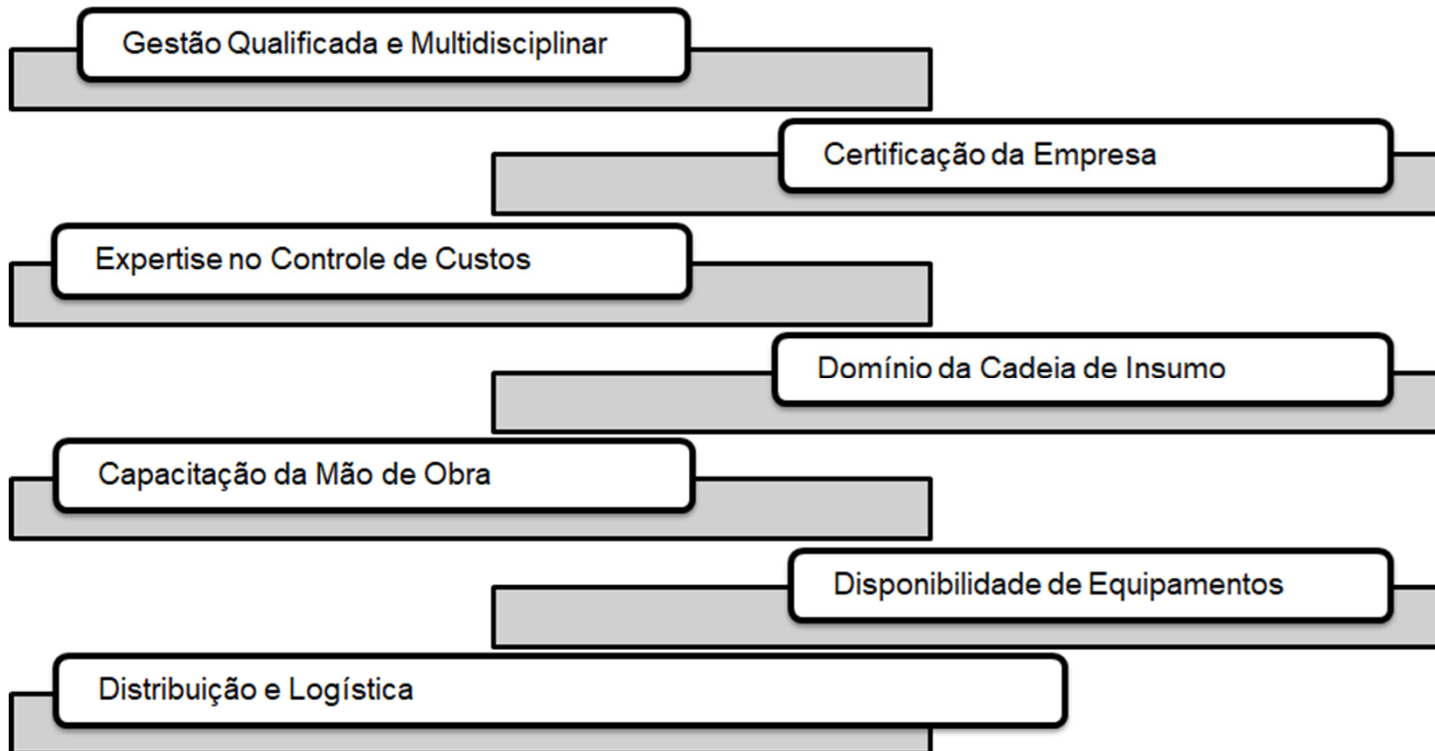 Gestão Qualificada e Multidisciplinar
Certificação da Empresa
Expertise no Controle de Custos
Domínio da Cadeia de Insumo
Capacitação da Mão de Obra
Disponibilidade de Equipamentos
Distribuição e Logística